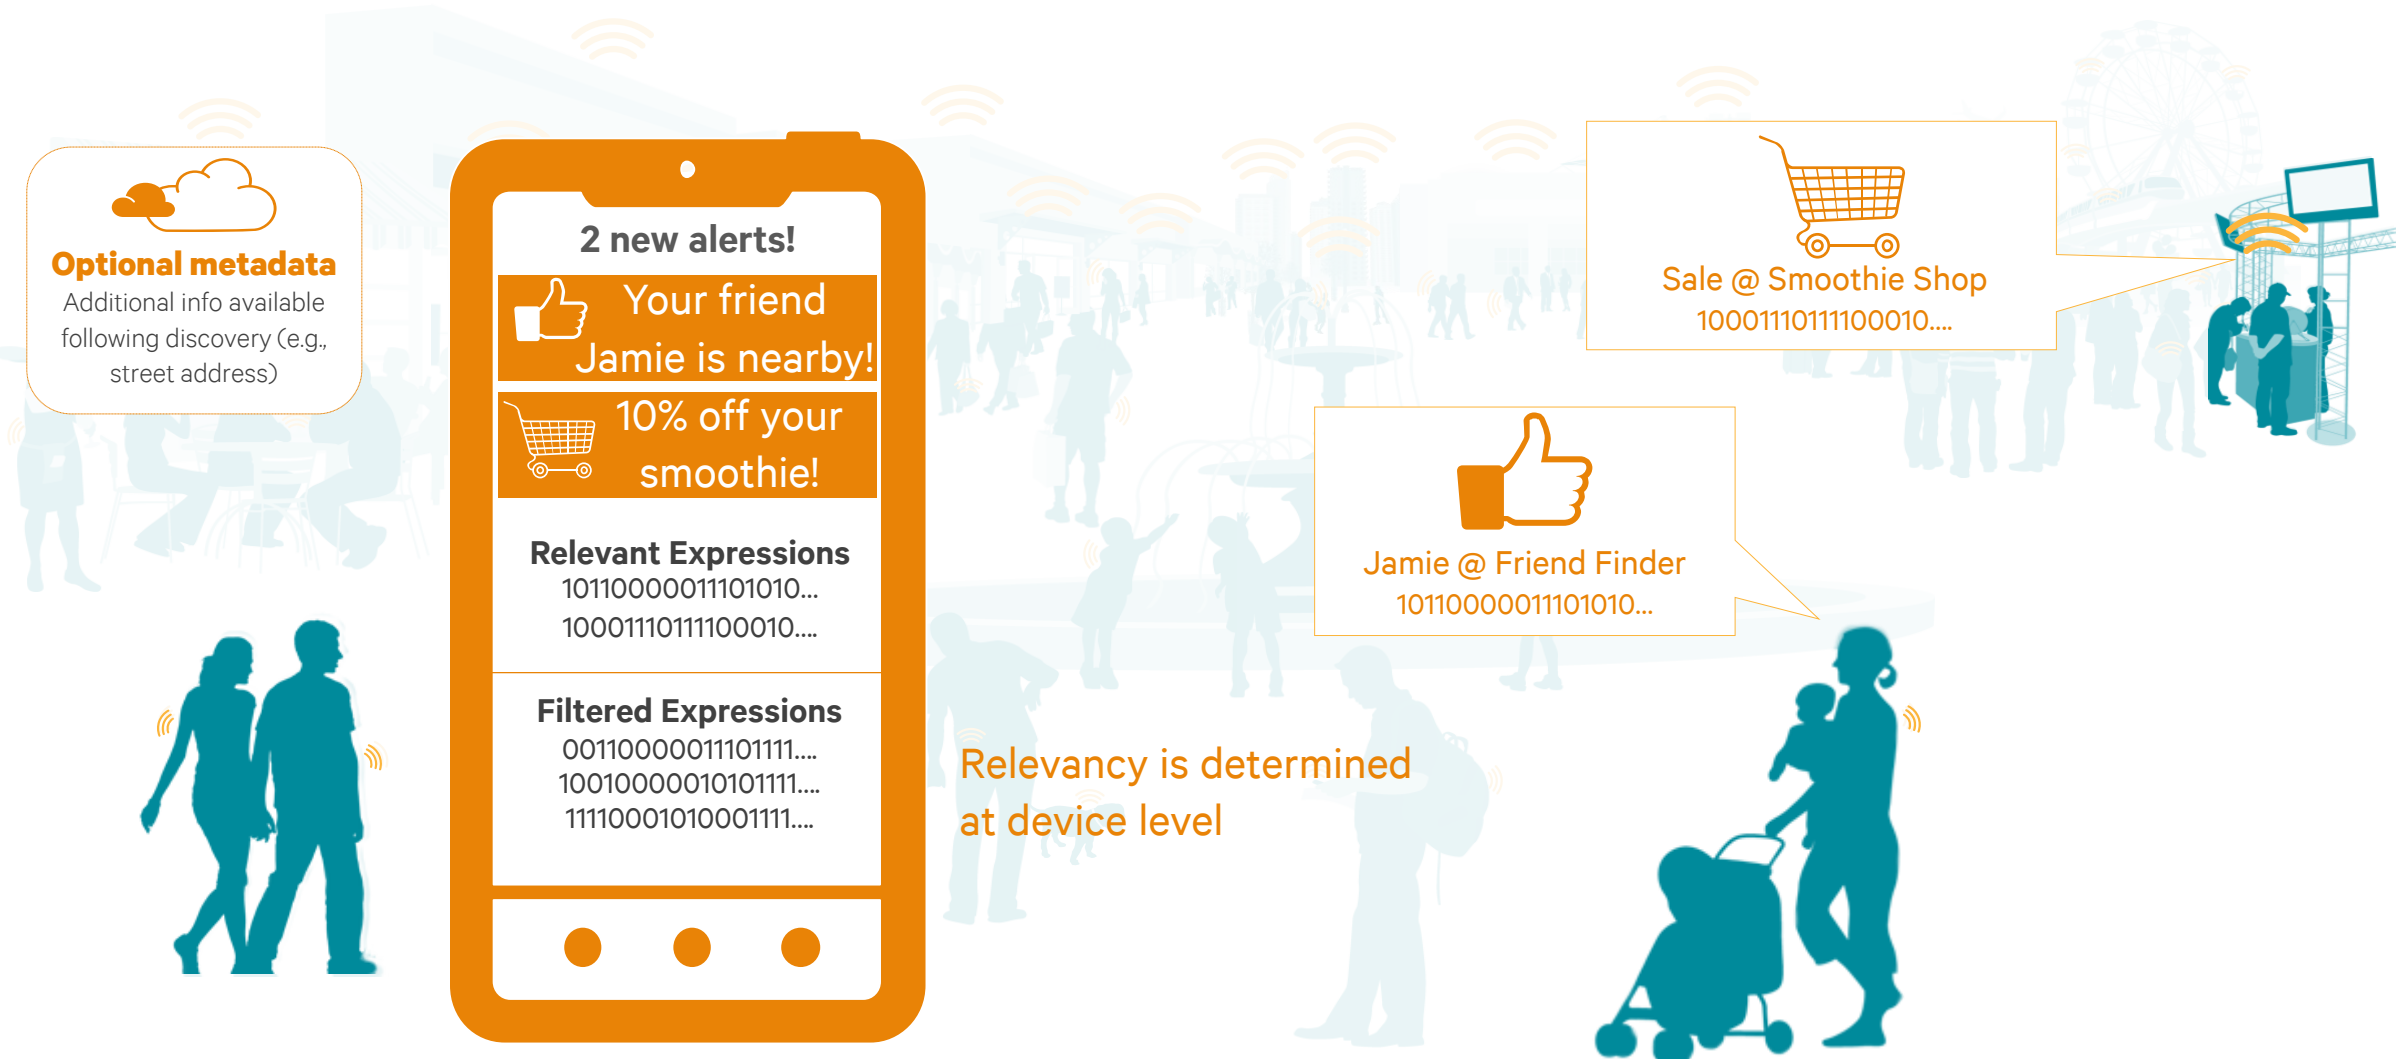 Optional metadata
Additional info available
following discovery (e.g.,
street address)
2 new alerts!
Your friend
Jamie is nearby!
10% off your
smoothie!
Relevant Expressions
10110000011101010...
10001110111100010....
Filtered Expressions
00110000011101111....
10010000010101111....
11110001010001111....
Relevancy is determined
at device level
Sale @ Smoothie Shop
10001110111100010....
Jamie @ Friend Finder
10110000011101010...